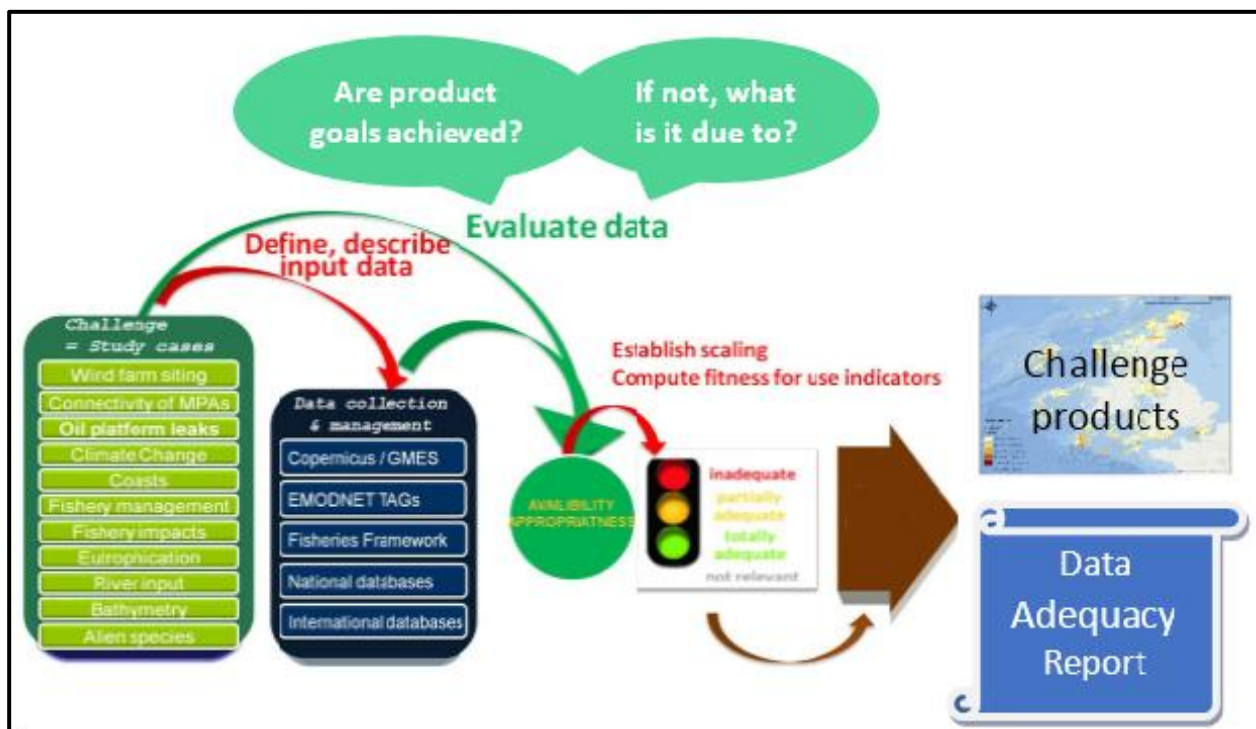 Are product
goals achieved?
If not, what
is it due to?
Evaluate data
Define, describe
input data
Challenge
= Study cases
Wind farm siting
Connectivity of MPAs
Oil platform leaks
Climate Change
Coasts
Fishery management
Fishery impacts
Eutrophication
River input
Bathymetry
Alien species
Data collection
& management
Copernicus / GMES
EMODNET TAGs
Fisheries Framework
National databases
International databases
AVAILIBILITY
APPROPRIATNESS
Establish scaling
Compute fitness for use indicators
inadequate
partially
adequate
totally
adequate
not relevant
Challenge
products
Data
Adequacy
Report